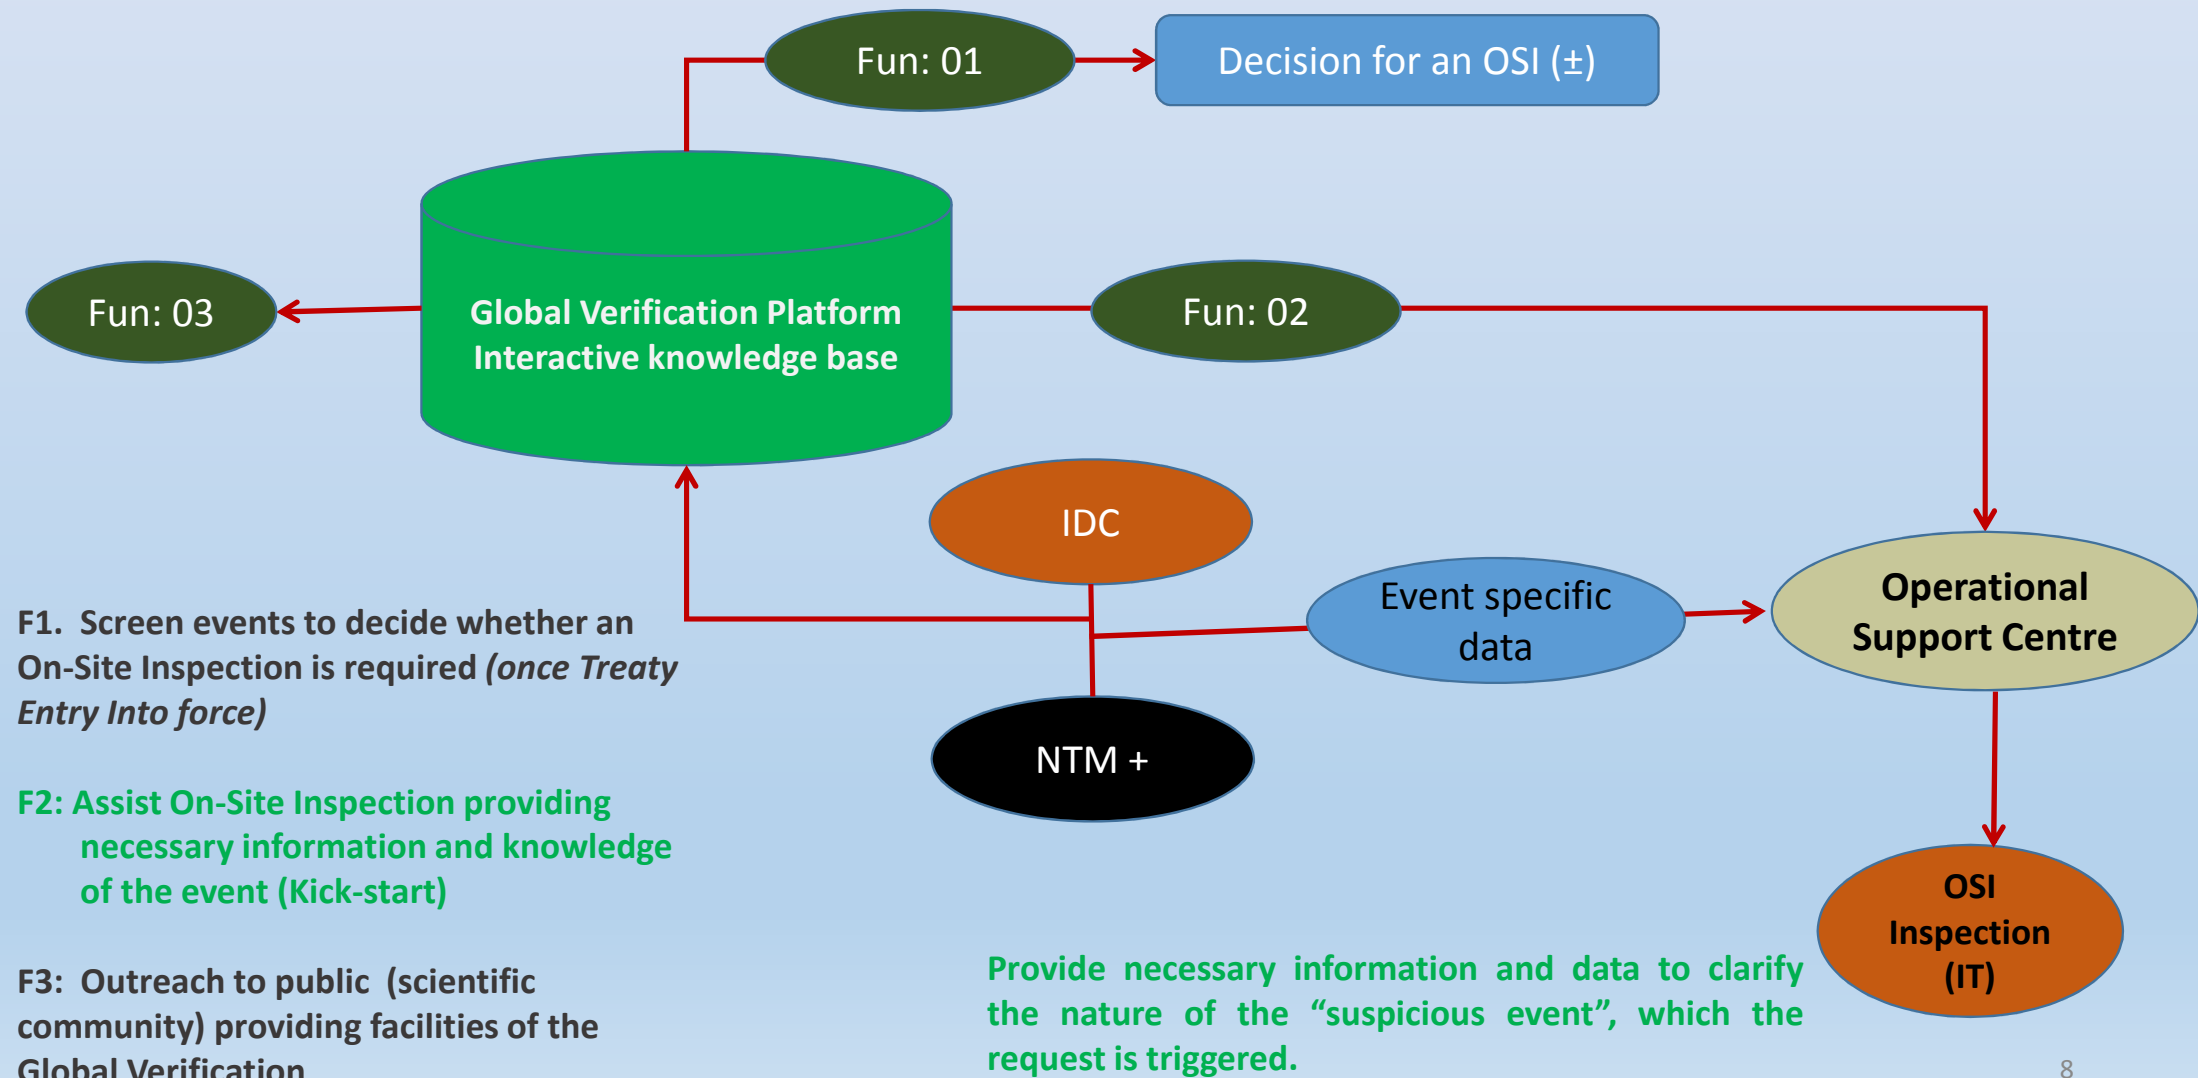 Fun: 01
Decision for an OSI (±)
Global Verification Platform
Interactive knowledge base
Fun: 03
Fun: 02
IDC
Event specific
data
Operational
Support Centre
NTM +
OSI
Inspection
(IT)
F1. Screen events to decide whether an
On-Site Inspection is required (once Treaty
Entry Into force)
F2: Assist On-Site Inspection providing
necessary information and knowledge
of the event (Kick-start)
F3: Outreach to public (scientific
community) providing facilities of the
Global Verification
Provide necessary information and data to clarify
the nature of the “suspicious event”, which the
request is triggered.
8